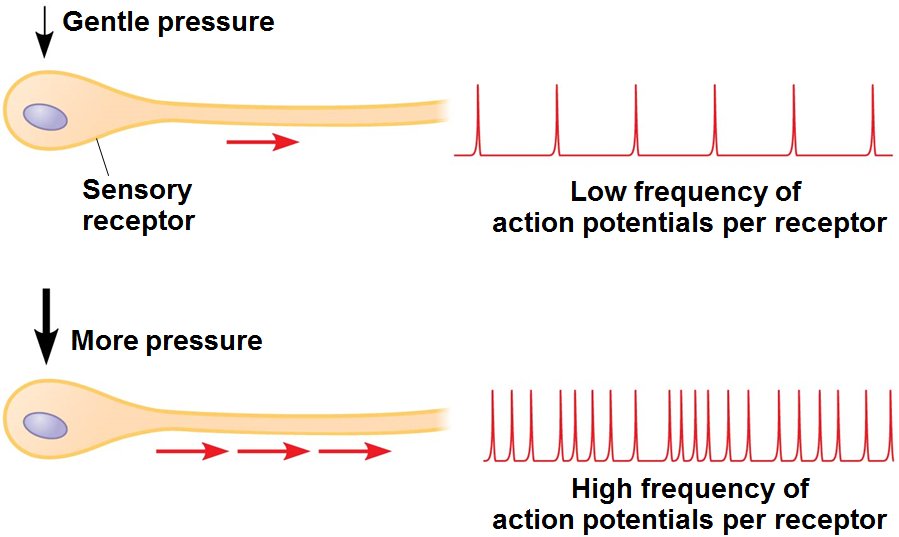 Gentle pressure
Sensory
receptor
Low frequency of
action potentials per receptor
More pressure
High frequency of
action potentials per receptor